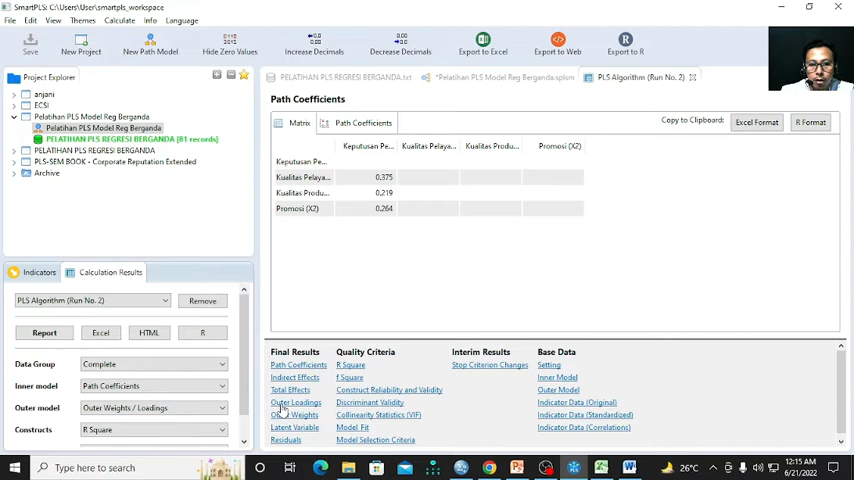 SmartPLS: C:\Users\User\smartpls_workspace
File Edit View Themes Calculate Info Language
Save New Project New Path Model Hide Zero Values Increase Decimals Decrease Decimals Export to Excel Export to Web Export to R
Project Explorer
anjani
ECSI
Pelatihan PLS Model Reg Berganda
Pelatihan PLS Model Reg Berganda
PELATIHAN PLS REGRESI BERGANDA [81 records]
PELATIHAN PLS REGRESI BERGANDA
PLS-SEM BOOK - Corporate Reputation Extended
Archive
Indicators Calculation Results
PLS Algorithm (Run No. 2) Remove
Report Excel HTML R
Data Group Complete
Inner model Path Coefficients
Outer model Outer Weights / Loadings
Constructs R Square
PELATIHAN PLS REGRESI BERGANDA.txt *Pelatihan PLS Model Reg Berganda.splsm PLS Algorithm (Run No. 2)
Path Coefficients
Matrix Path Coefficients Copy to Clipboard: Excel Format R Format
Keputusan Pe... Kualitas Pelaya... Kualitas Produ... Promosi (X2)
Keputusan Pe...
Kualitas Pelaya... 0.375
Kualitas Produ... 0.219
Promosi (X2) 0.264
Final Results Quality Criteria Interim Results Base Data
Path Coefficients R Square Stop Criterion Changes Setting
Indirect Effects f Square Inner Model
Total Effects Construct Reliability and Validity Outer Model
Outer Loadings Discriminant Validity Indicator Data (Original)
Weights Collinearity Statistics (VIF) Indicator Data (Standardized)
Latent Variable Model Fit Indicator Data (Correlations)
Residuals Model Selection Criteria
Type here to search
26°C
12:15 AM
6/21/2022